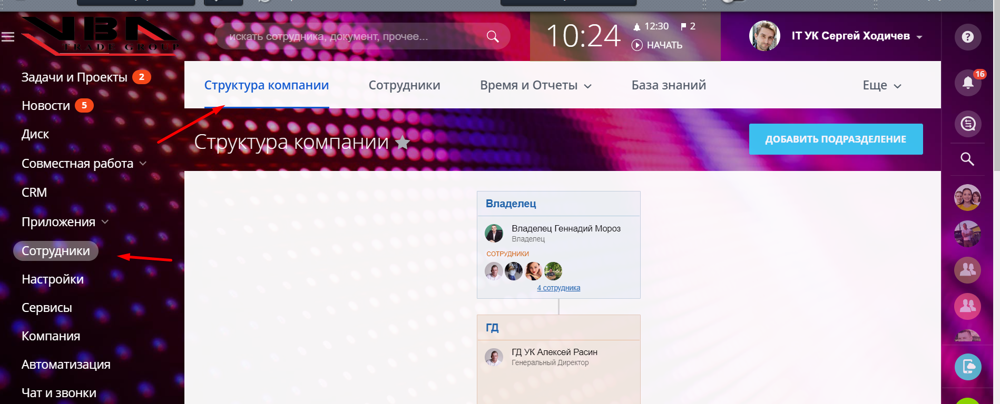 VBA
TRADE GROUP
искать сотрудника, документ, прочее...
10:24
12:30
2
НАЧАТЬ
IT УК Сергей Ходичев
?
Задачи и Проекты 2
Новости 5
Диск
Совместная работа
CRM
Приложения
Сотрудники
Настройки
Сервисы
Компания
Автоматизация
Чат и звонки
Структура компании
Сотрудники
Время и Отчеты
База знаний
Еще
16
Структура компании
ДОБАВИТЬ ПОДРАЗДЕЛЕНИЕ
Владелец
Владелец Геннадий Мороз
Владелец
СОТРУДНИКИ
4 сотрудника
ГД
ГД УК Алексей Расин
Генеральный Директор